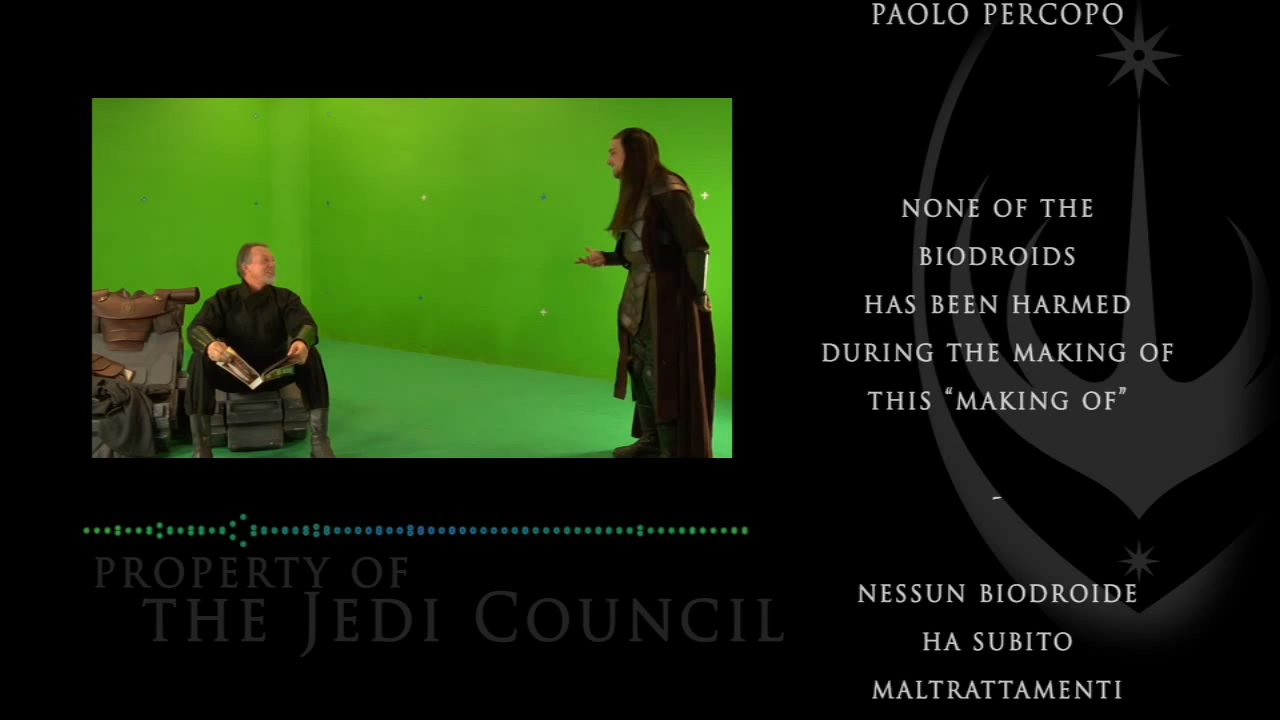 PAOLO PERCOPO
NONE OF THE
BIODROIDS
HAS BEEN HARMED
DURING THE MAKING OF
THIS “MAKING OF”
-
NESSUN BIODROIDE
HA SUBITO
MALTRATTAMENTI
PROPERTY OF
THE JEDI COUNCIL